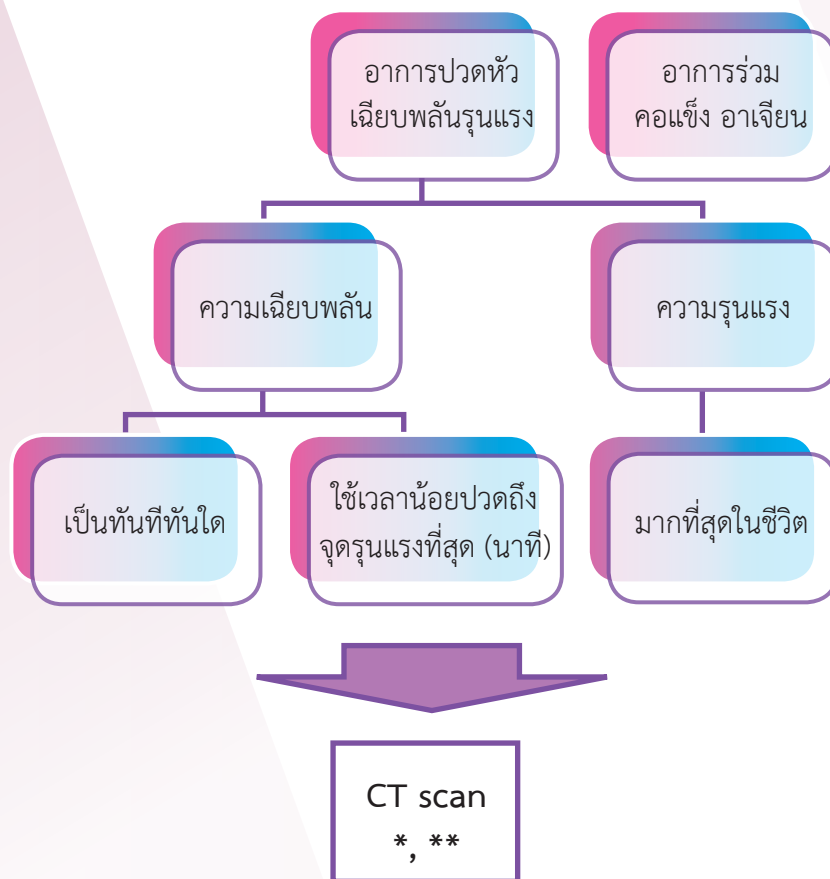 อาการปวดหัว
เฉียบพลันรุนแรง
อาการร่วม
คอแข็ง อาเจียน
ความเฉียบพลัน
ความรุนแรง
เป็นทันทีทันใด
ใช้เวลาน้อยปวดถึง
จุดรุนแรงที่สุด (นาที)
มากที่สุดในชีวิต
CT scan
*, **